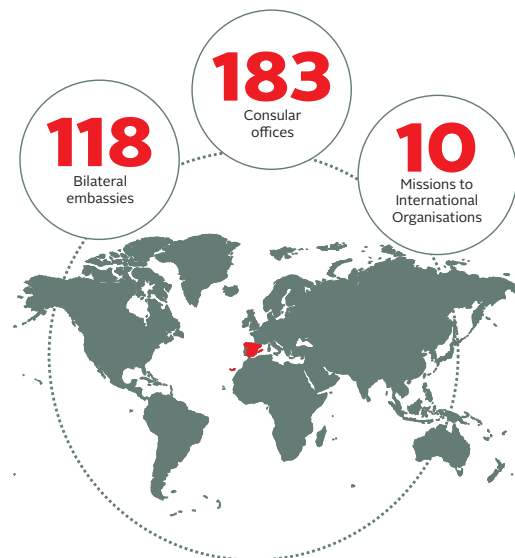 118
Bilateral
embassies
183
Consular
offices
10
Missions to
International
Organisations